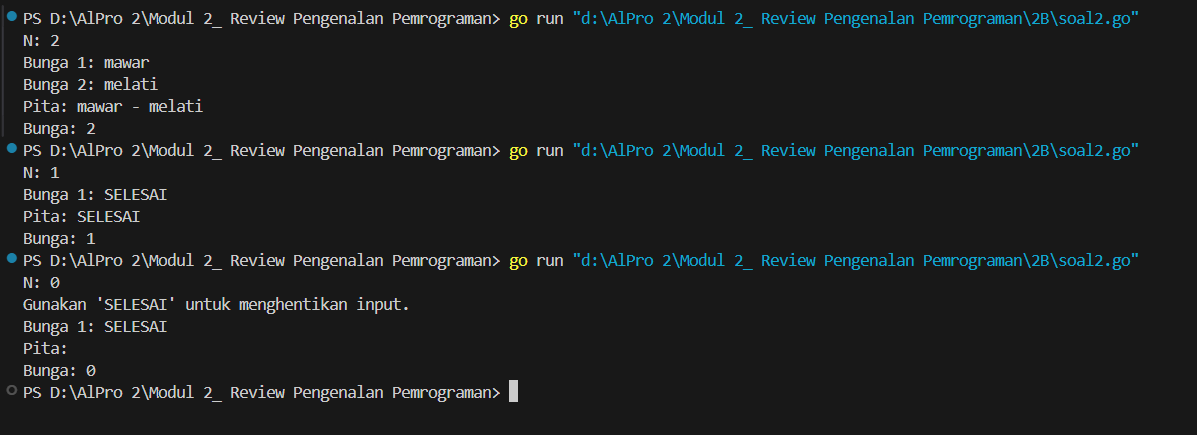 PS D:\AlPro 2\Modul 2_ Review Pengenalan Pemrograman> go run "d:\AlPro 2\Modul 2_ Review Pengenalan Pemrograman\2B\soal2.go"
N: 2
Bunga 1: mawar
Bunga 2: melati
Pita: mawar - melati
Bunga: 2
PS D:\AlPro 2\Modul 2_ Review Pengenalan Pemrograman> go run "d:\AlPro 2\Modul 2_ Review Pengenalan Pemrograman\2B\soal2.go"
N: 1
Bunga 1: SELESAI
Pita: SELESAI
Bunga: 1
PS D:\AlPro 2\Modul 2_ Review Pengenalan Pemrograman> go run "d:\AlPro 2\Modul 2_ Review Pengenalan Pemrograman\2B\soal2.go"
N: 0
Gunakan 'SELESAI' untuk menghentikan input.
Bunga 1: SELESAI
Pita:
Bunga: 0
PS D:\AlPro 2\Modul 2_ Review Pengenalan Pemrograman>